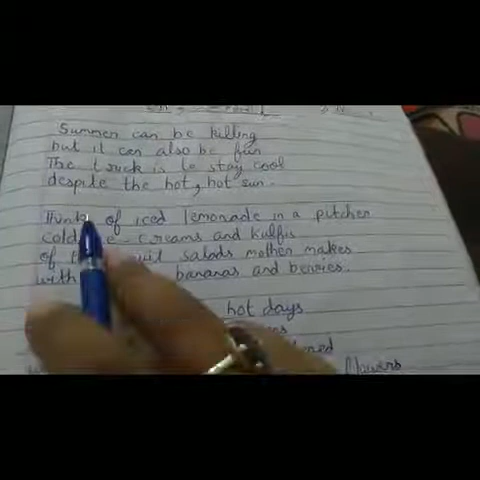 Summer can be killing
but it can also be fun
The trick is to stay cool
despite the hot, hot sun.
Think of iced lemonade in a pitcher
cold - creams and kulfis
of salads mother makes
with bananas and berries.
hot days
flowers